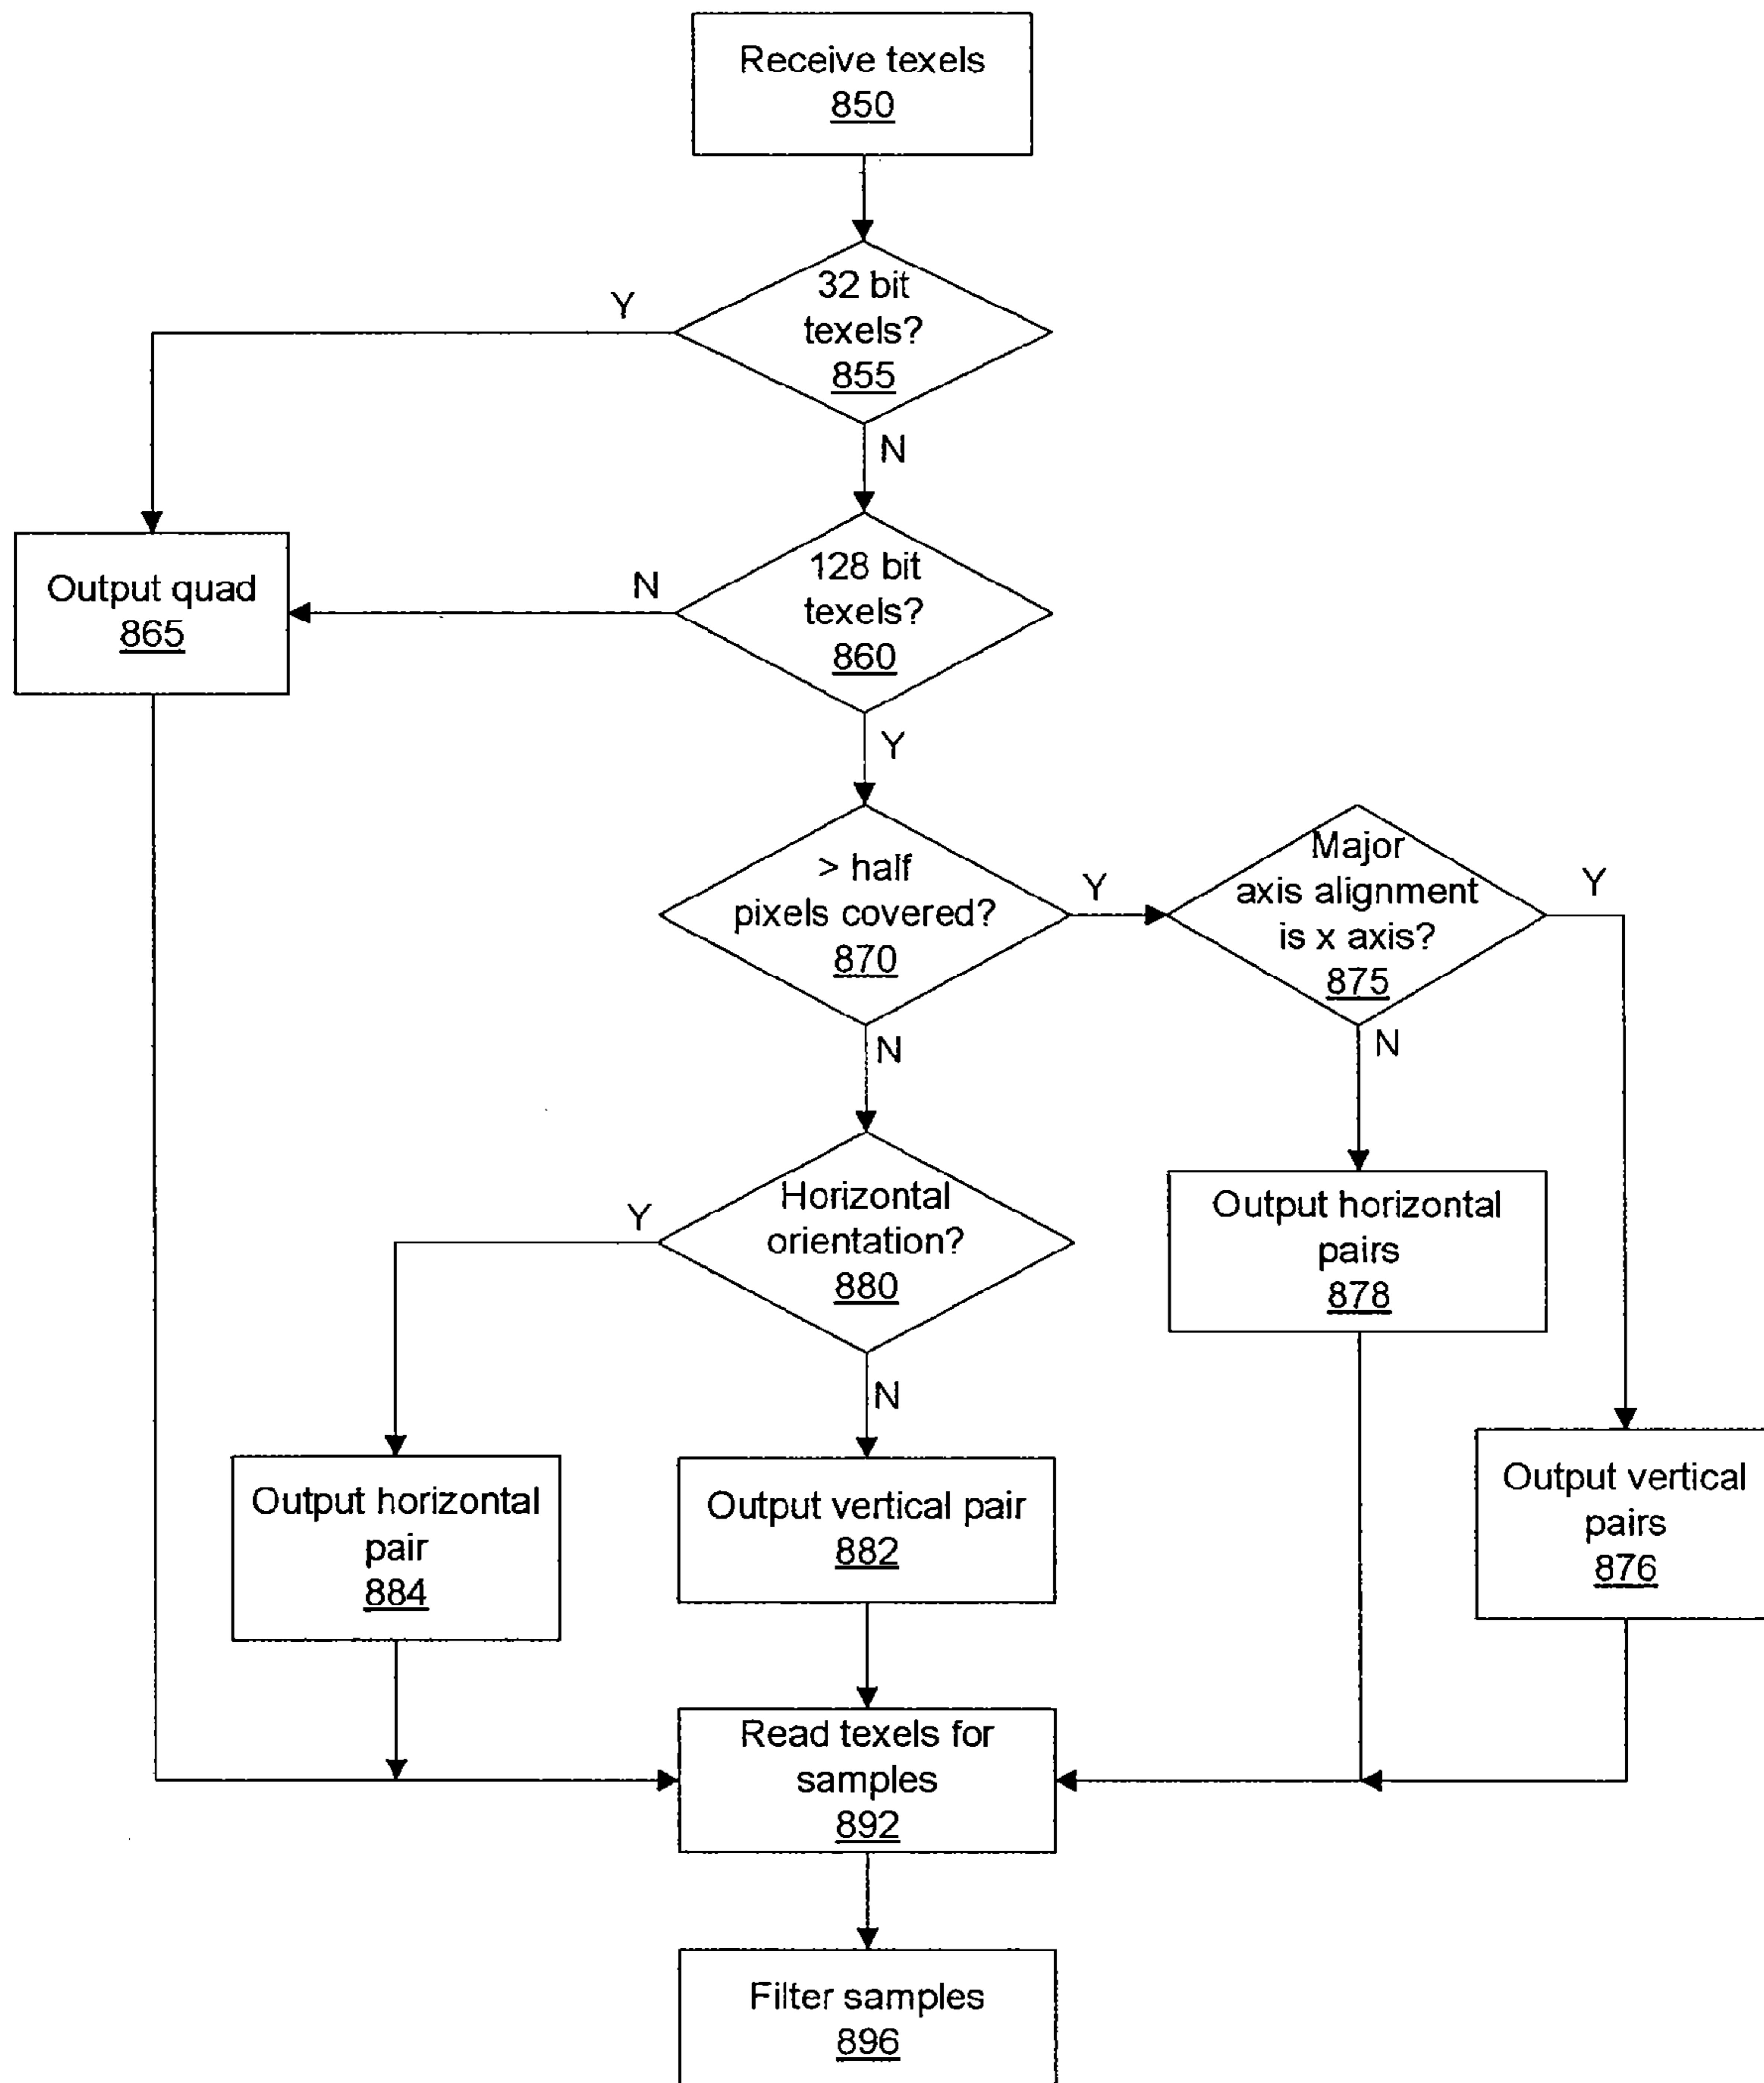 Receive texels
850
32 bit
texels?
855
Y
N
128 bit
texels?
860
N
Y
Output quad
865
> half
pixels covered?
870
Y
N
Major
axis alignment
is x axis?
875
Y
N
Horizontal
orientation?
880
Y
N
Output horizontal
pairs
878
Output vertical
pairs
876
Output horizontal
pair
884
Output vertical pair
882
Read texels for
samples
892
Filter samples
896